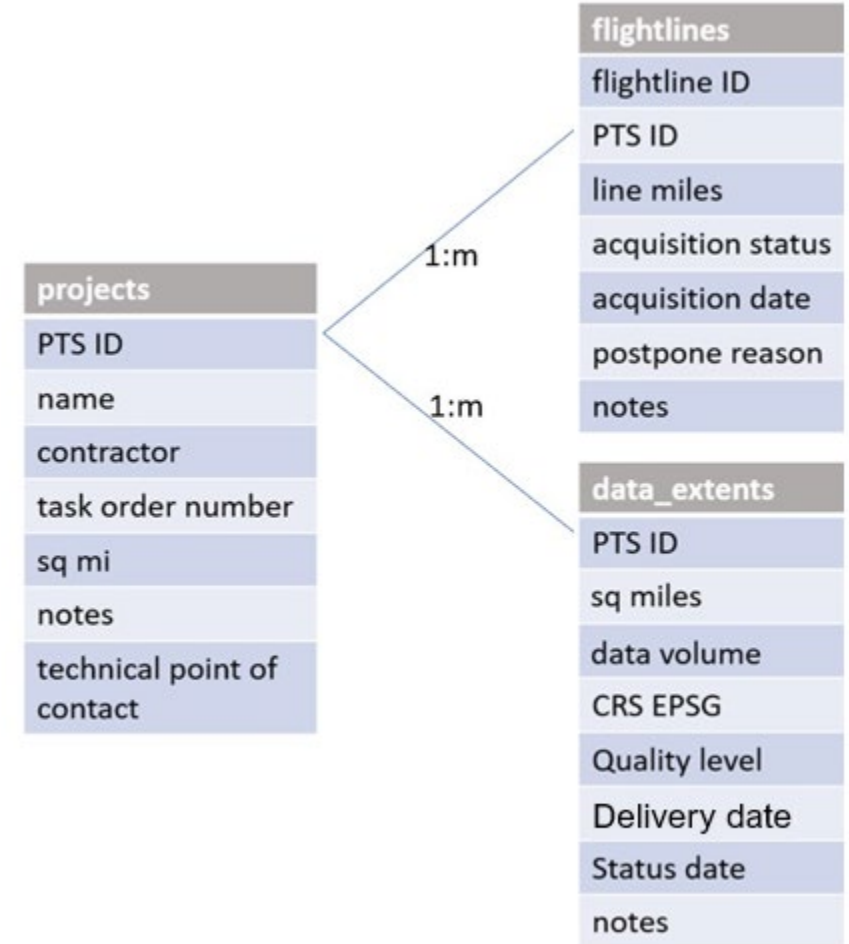 projects
PTS ID
name
contractor
task order number
sq mi
notes
technical point of
contact
1:m
1:m
flightlines
flightline ID
PTS ID
line miles
acquisition status
acquisition date
postpone reason
notes
data_extents
PTS ID
sq miles
data volume
CRS EPSG
Quality level
Delivery date
Status date
notes